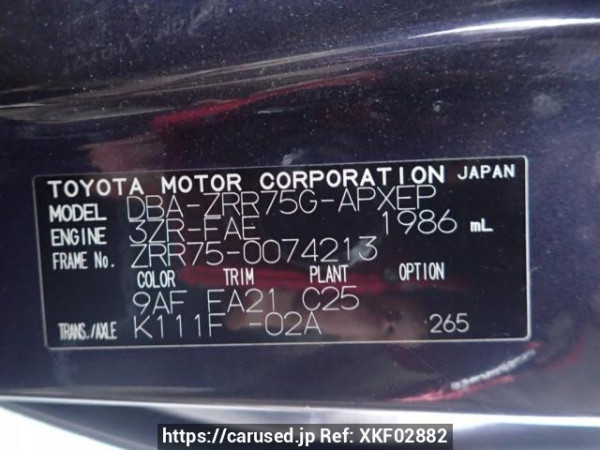 TOYOTA MOTOR CORPORATION JAPAN
MODEL DBA-ZRR75G-APXEP
ENGINE 3ZR-FAE 1986 mL
FRAME No. ZRR75-0074213
COLOR TRIM PLANT OPTION
9AF FA21 C25
TRANS./AXLE K111F -02A 265
https://carused.jp Ref: XKF02882